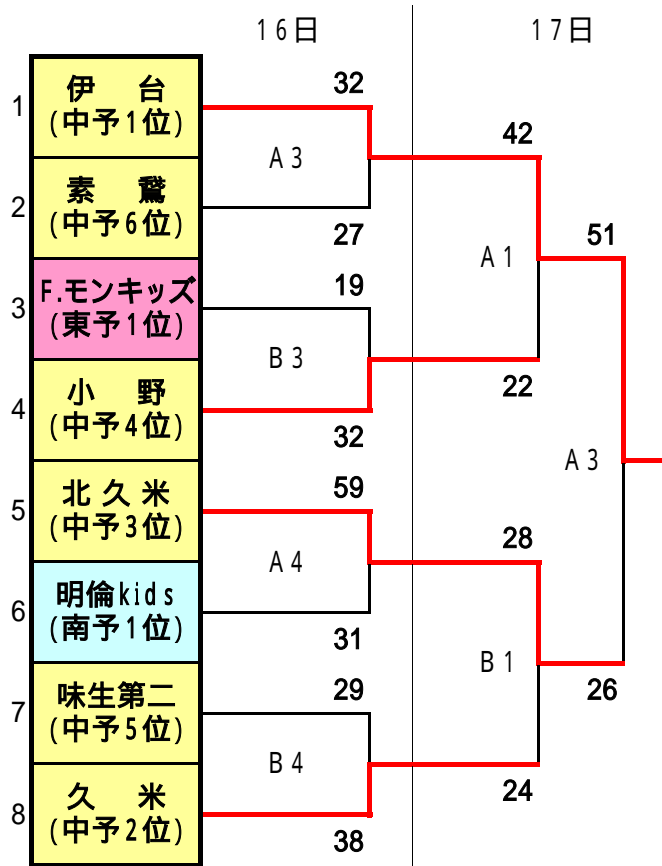 16日
17日
1
伊 台
(中予1位)
32
A3
2
素 鵞
(中予6位)
27
42
A1
51
3
F.モンキッズ
(東予1位)
19
B3
4
小 野
(中予4位)
32
22
A3
5
北久米
(中予3位)
59
A4
6
明倫kids
(南予1位)
31
28
B1
26
7
味生第二
(中予5位)
29
B4
8
久 米
(中予2位)
38
24